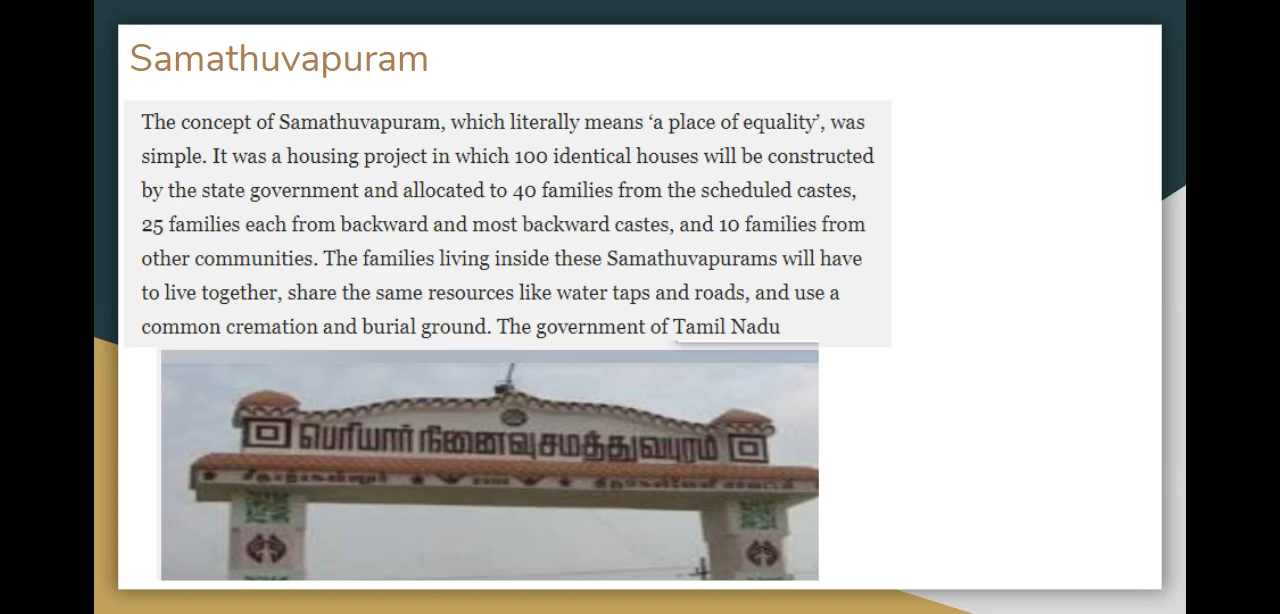 Samathuvapuram
The concept of Samathuvapuram, which literally means ‘a place of equality’, was
simple. It was a housing project in which 100 identical houses will be constructed
by the state government and allocated to 40 families from the scheduled castes,
25 families each from backward and most backward castes, and 10 families from
other communities. The families living inside these Samathuvapurams will have
to live together, share the same resources like water taps and roads, and use a
common cremation and burial ground. The government of Tamil Nadu
பெரியார் நினைவு சமத்துவபுரம்